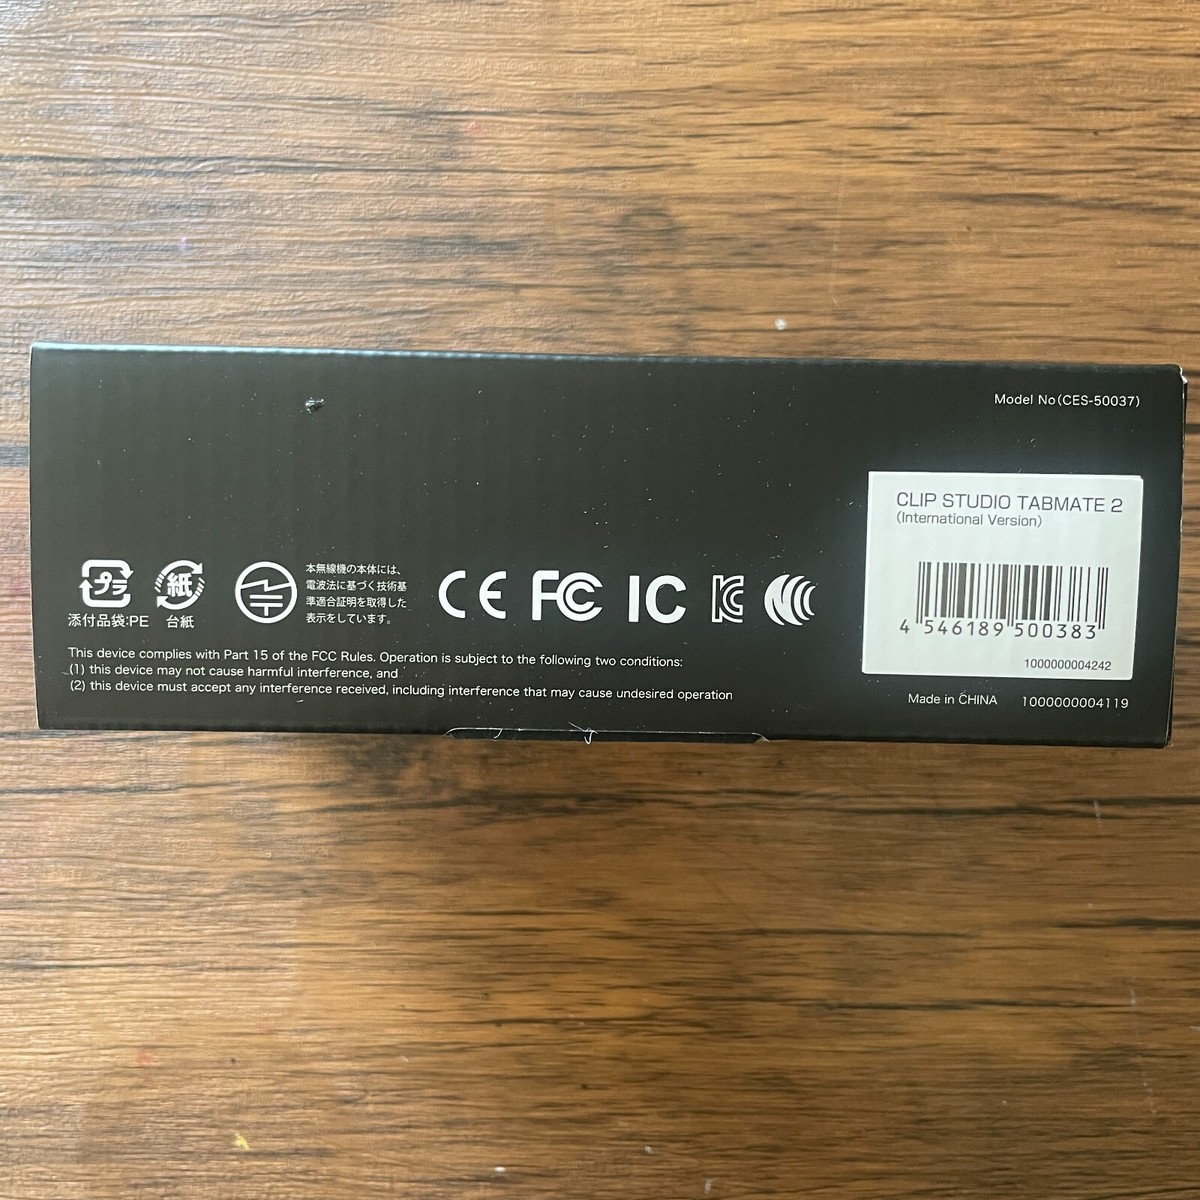 Model No(CES-50037)
CLIP STUDIO TABMATE 2
(International Version)
4 546189 500383
1000000004242
プラ
紙
添付品袋:PE 台紙
本無線機の本体には、
電波法に基づく技術基
準適合証明を取得した
表示をしています。
CE FC IC
This device complies with Part 15 of the FCC Rules. Operation is subject to the following two conditions:
(1) this device may not cause harmful interference, and
(2) this device must accept any interference received, including interference that may cause undesired operation
Made in CHINA 1000000004119